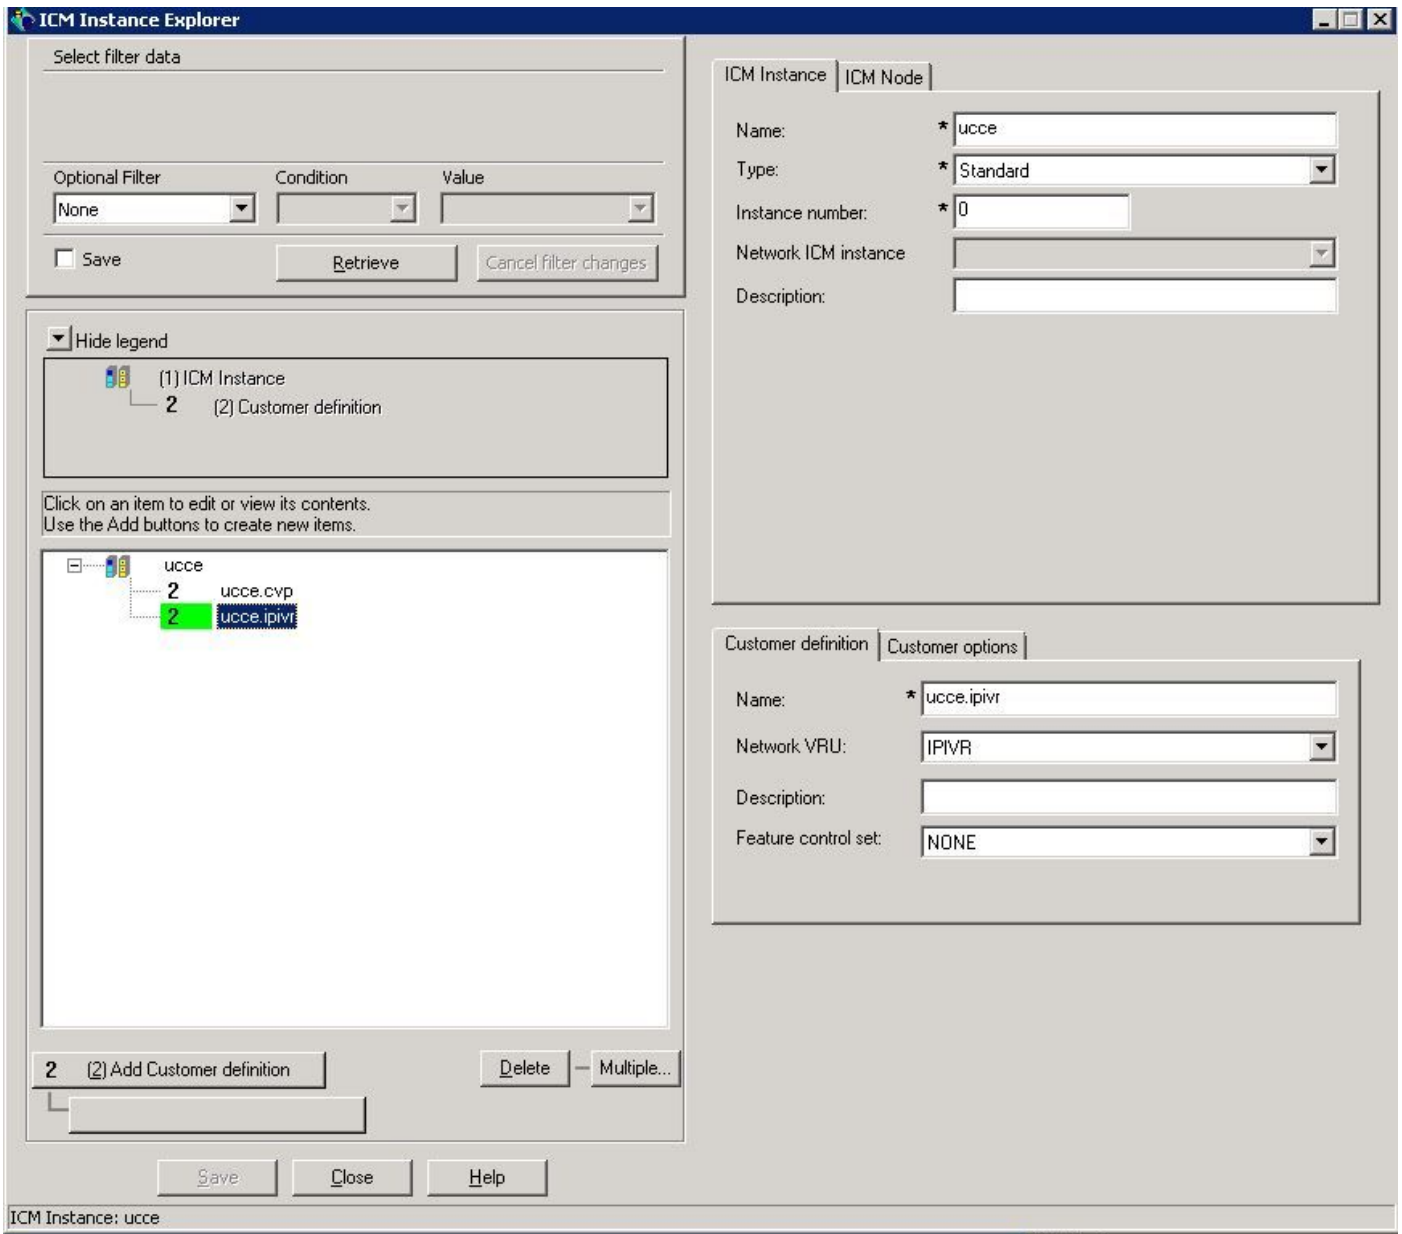 ICM Instance Explorer
Select filter data
Optional Filter Condition Value
None
Save Retrieve Cancel filter changes
Hide legend
(1) ICM Instance
2 (2) Customer definition
Click on an item to edit or view its contents.
Use the Add buttons to create new items.
ucce
2 ucce.cvp
2 ucce.ipivr
2 (2) Add Customer definition Delete Multiple...
Save Close Help
ICM Instance: ucce
ICM Instance ICM Node
Name: * ucce
Type: * Standard
Instance number: * 0
Network ICM instance
Description:
Customer definition Customer options
Name: * ucce.ipivr
Network VRU: IPIVR
Description:
Feature control set: NONE